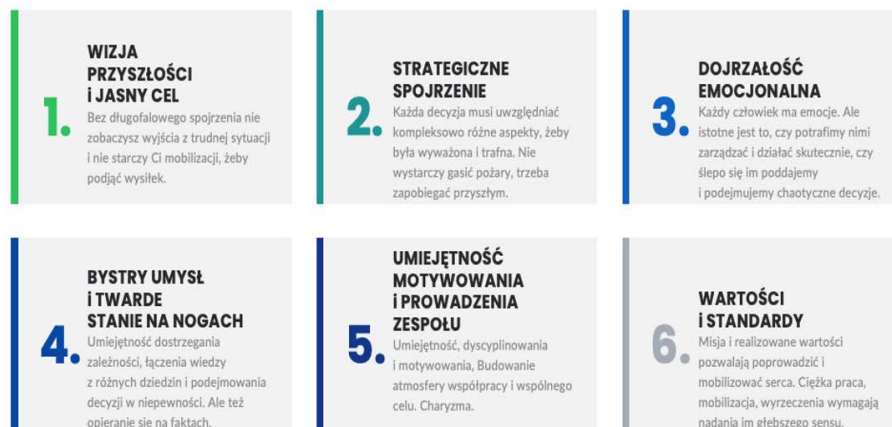 1.
WIZJA
PRZYSZŁOŚCI
i JASNY CEL
Bez długofalowego spojrzenia nie
zobaczysz wyjścia z trudnej sytuacji
i nie starczy Ci mobilizacji, żeby
podjąć wysiłek.
2.
STRATEGICZNE
SPOJRZENIE
Każda decyzja musi uwzględniać
kompleksowo różne aspekty, żeby
była wyważona i trafna. Nie
wystarczy gasić pożary, trzeba
zapobiegać przyszłym.
3.
DOJRZAŁOŚĆ
EMOCJONALNA
Każdy człowiek ma emocje. Ale
istotne jest to, czy potrafimy nimi
zarządzać i działać skutecznie, czy
ślepo się im poddajemy
i podejmujemy chaotyczne decyzje.
4.
BYSTRY UMYSŁ
i TWARDE
STANIE NA NOGACH
Umiejętność dostrzegania
zależności, łączenia wiedzy
z różnych dziedzin i podejmowania
decyzji w niepewności. Ale też
opieranie się na faktach.
5.
UMIEJĘTNOŚĆ
MOTYWOWANIA
i PROWADZENIA
ZESPOŁU
Umiejętność, dyscyplinowania
i motywowania, Budowanie
atmosfery współpracy i wspólnego
celu. Charyzma.
6.
WARTOŚCI
i STANDARDY
Misja i realizowane wartości
pozwalają poprowadzić i
mobilizować serca. Ciężka praca,
mobilizacja, wyrzeczenia wymagają
nadania im głębszego sensu.